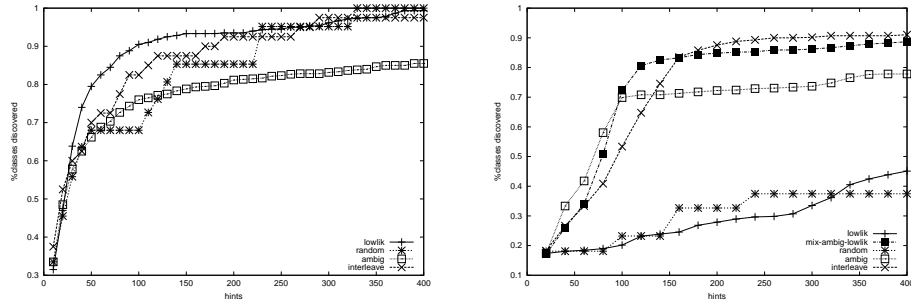 1
0.9
0.8
0.7
0.6
0.5
0.4
0.3
%classes discovered
0 50 100 150 200 250 300 350 400
hints
lowlik
random
ambig
interleave
1
0.9
0.8
0.7
0.6
0.5
0.4
0.3
0.2
0.1
%classes discovered
0 50 100 150 200 250 300 350 400
hints
lowlik
mix-ambig-lowlik
random
ambig
interleave